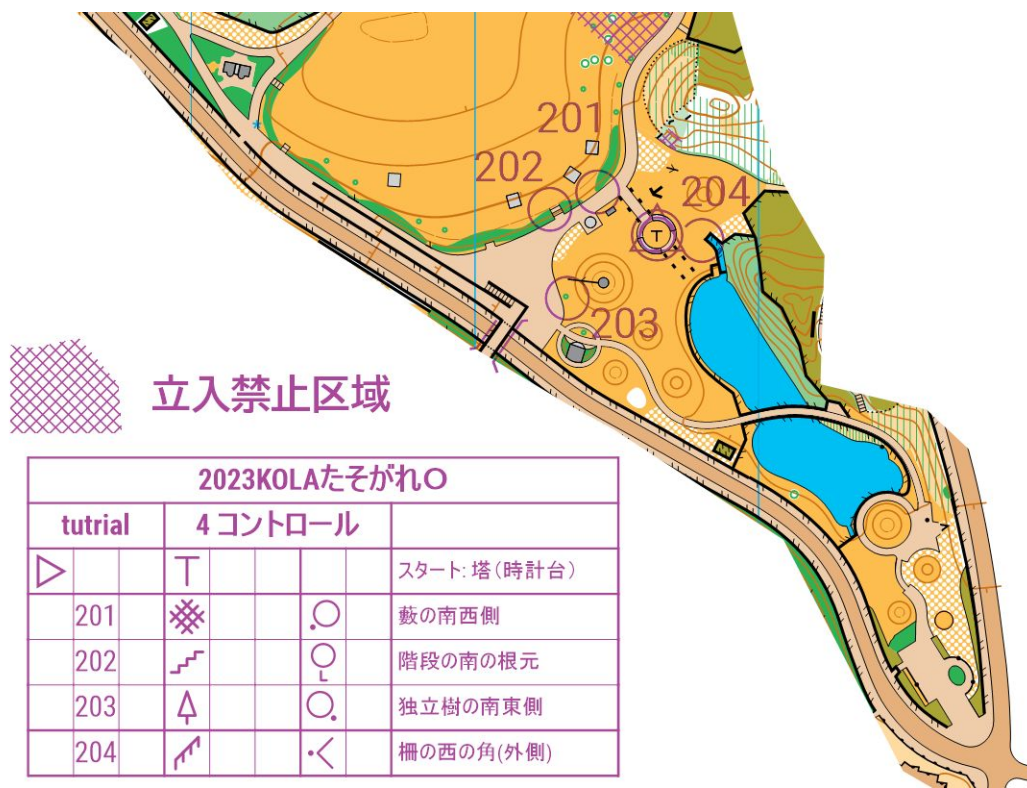 201
202
204
T
203
立入禁止区域
2023KOLAたそがれO
tutrial 4 コントロール
スタート: 塔(時計台)
201 藪の南西側
202 階段の南の根元
203 独立樹の南東側
204 柵の西の角(外側)